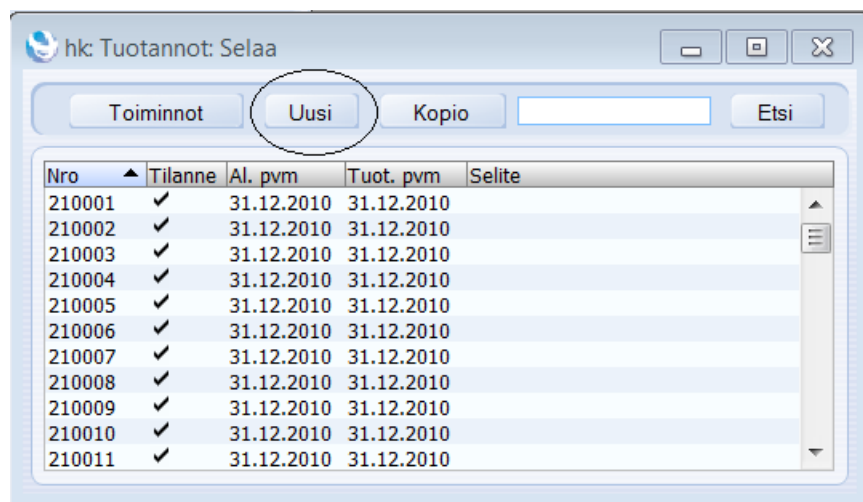 hk: Tuotannot: Selaa
Toiminnot Uusi Kopio Etsi
Nro Tilanne Al. pvm Tuot. pvm Selite
210001 ✔ 31.12.2010 31.12.2010
210002 ✔ 31.12.2010 31.12.2010
210003 ✔ 31.12.2010 31.12.2010
210004 ✔ 31.12.2010 31.12.2010
210005 ✔ 31.12.2010 31.12.2010
210006 ✔ 31.12.2010 31.12.2010
210007 ✔ 31.12.2010 31.12.2010
210008 ✔ 31.12.2010 31.12.2010
210009 ✔ 31.12.2010 31.12.2010
210010 ✔ 31.12.2010 31.12.2010
210011 ✔ 31.12.2010 31.12.2010